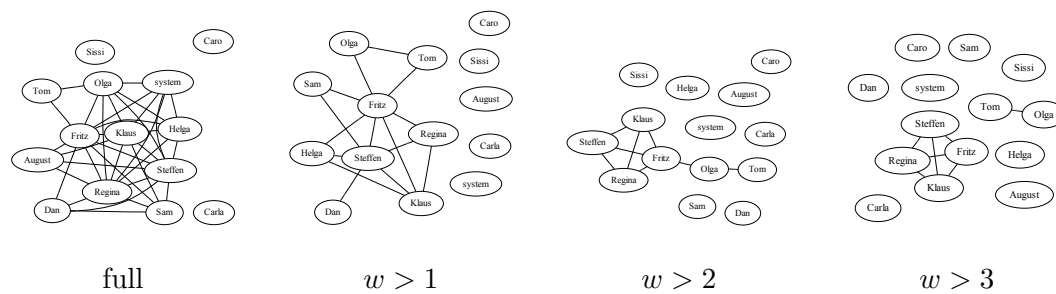 Sissi
Caro
Tom
Olga
system
Fritz
Klaus
Helga
August
Steffen
Regina
Dan
Sam
Carla
full
Caro
Olga
Tom
Sissi
Sam
Fritz
August
Regina
Helga
Steffen
Carla
system
Dan
Klaus
w > 1
Caro
Sissi
Helga
August
Klaus
system
Carla
Steffen
Fritz
Olga
Tom
Regina
Sam
Dan
w > 2
Caro
Sam
Sissi
Dan
system
Tom
Olga
Steffen
Fritz
Helga
Regina
Klaus
August
Carla
w > 3